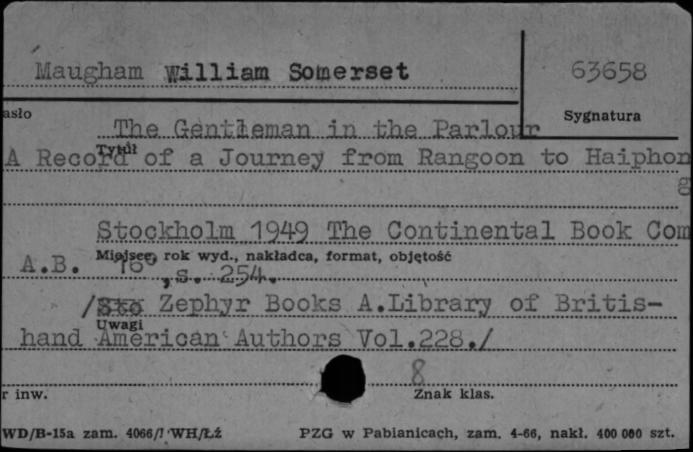 Maugham William Somerset
63658
Sygnatura
asło
The Gentleman in the Parlour
Tytuł
A Record of a Journey from Rangoon to Haiphon
g
Stockholm 1949 The Continental Book Com
Miejsce, rok wyd., nakładca, format, objętość
A.B. 16°,s. 254.
/Sto Zephyr Books A.Library of Britis-
Uwagi
hand American Authors Vol.228./
8
r inw.
Znak klas.
WD/B-15a zam. 4066/7 WH/Łź
PZG w Pabianicach, zam. 4-66, nakł. 400 000 szt.